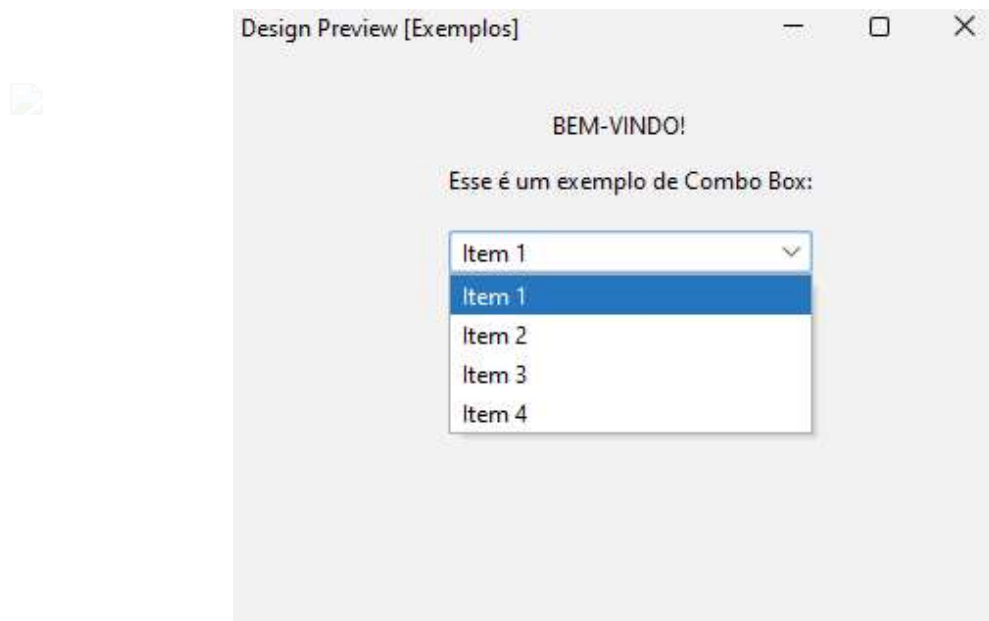 Design Preview [Exemplos]
BEM-VINDO!
Esse é um exemplo de Combo Box:
Item 1
Item 1
Item 2
Item 3
Item 4